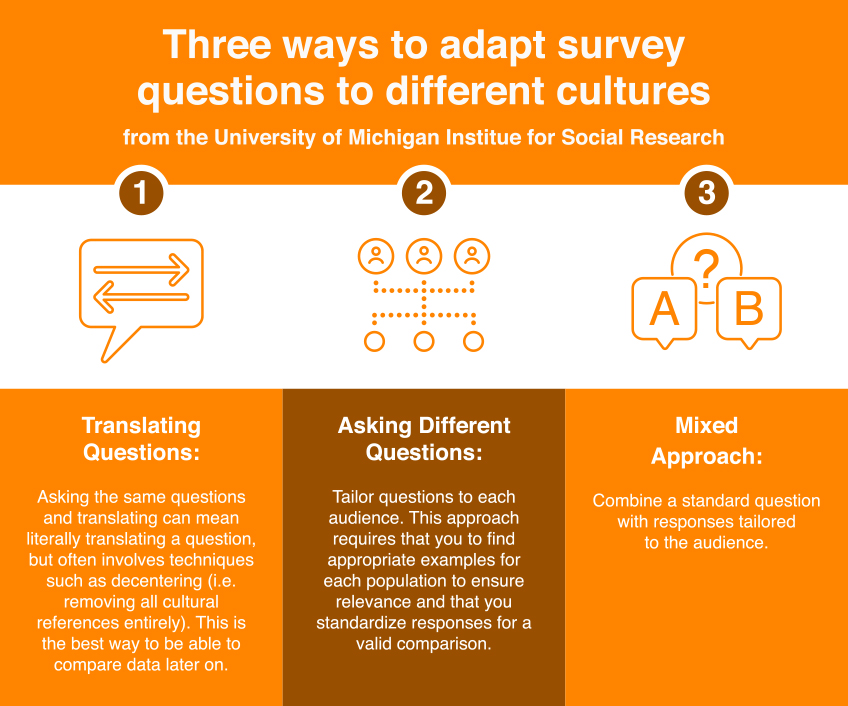 Three ways to adapt survey
questions to different cultures
from the University of Michigan Institue for Social Research
1
2
3
?
A
B
Translating
Questions:
Asking the same questions
and translating can mean
literally translating a question,
but often involves techniques
such as decentering (i.e.
removing all cultural
references entirely). This is
the best way to be able to
compare data later on.
Asking Different
Questions:
Tailor questions to each
audience. This approach
requires that you to find
appropriate examples for
each population to ensure
relevance and that you
standardize responses for a
valid comparison.
Mixed
Approach:
Combine a standard question
with responses tailored
to the audience.